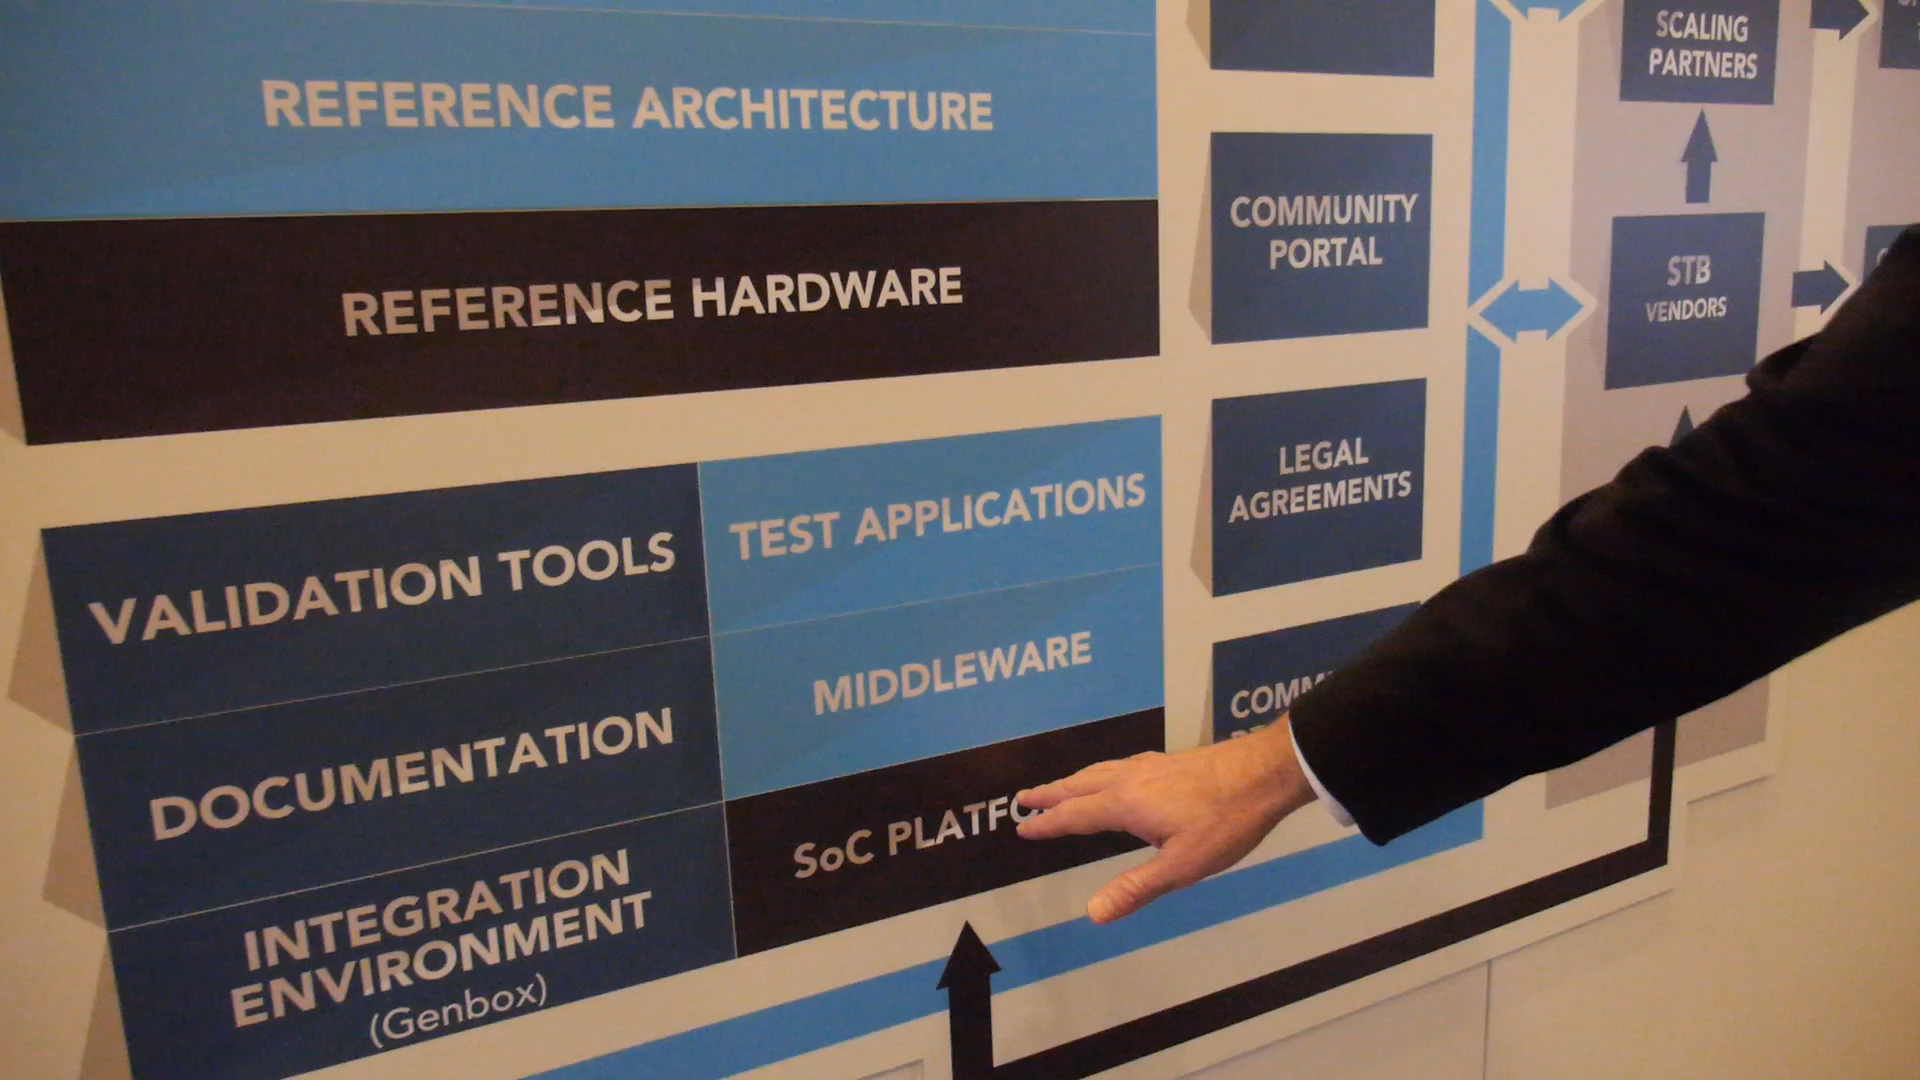 REFERENCE ARCHITECTURE
REFERENCE HARDWARE
VALIDATION TOOLS
DOCUMENTATION
INTEGRATION
ENVIRONMENT
(Genbox)
TEST APPLICATIONS
MIDDLEWARE
SoC
COMMUNITY
PORTAL
LEGAL
AGREEMENTS
SCALING
PARTNERS
STB
VENDORS